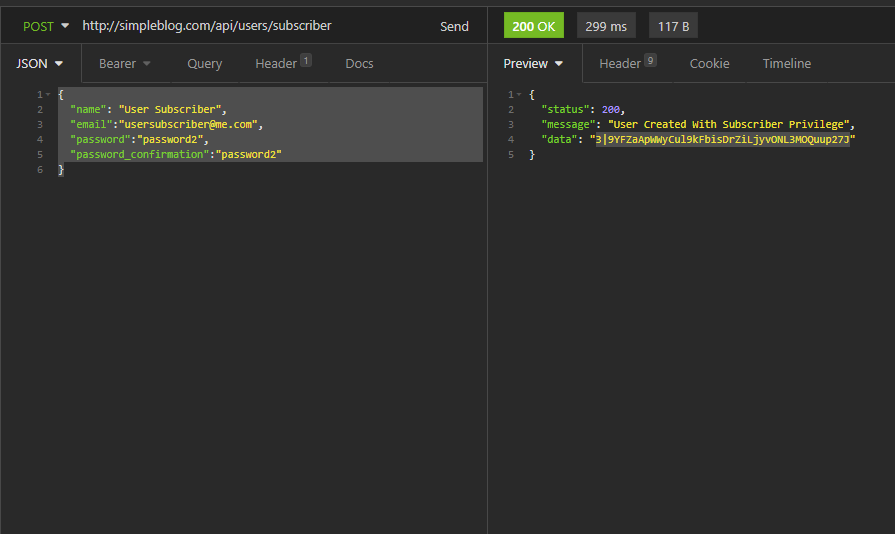 POST http://simpleblog.com/api/users/subscriber Send
200 OK 299 ms 117 B
JSON Bearer Query Header 1 Docs
Preview Header 9 Cookie Timeline
1 {
2 "name": "User Subscriber",
3 "email":"usersubscriber@me.com",
4 "password":"password2",
5 "password_confirmation":"password2"
6 }
1 {
2 "status": 200,
3 "message": "User Created With Subscriber Privilege",
4 "data": "3|9YFZaApWWyCul9kFbisDrZiLjyvONL3MOQuup27J"
5 }